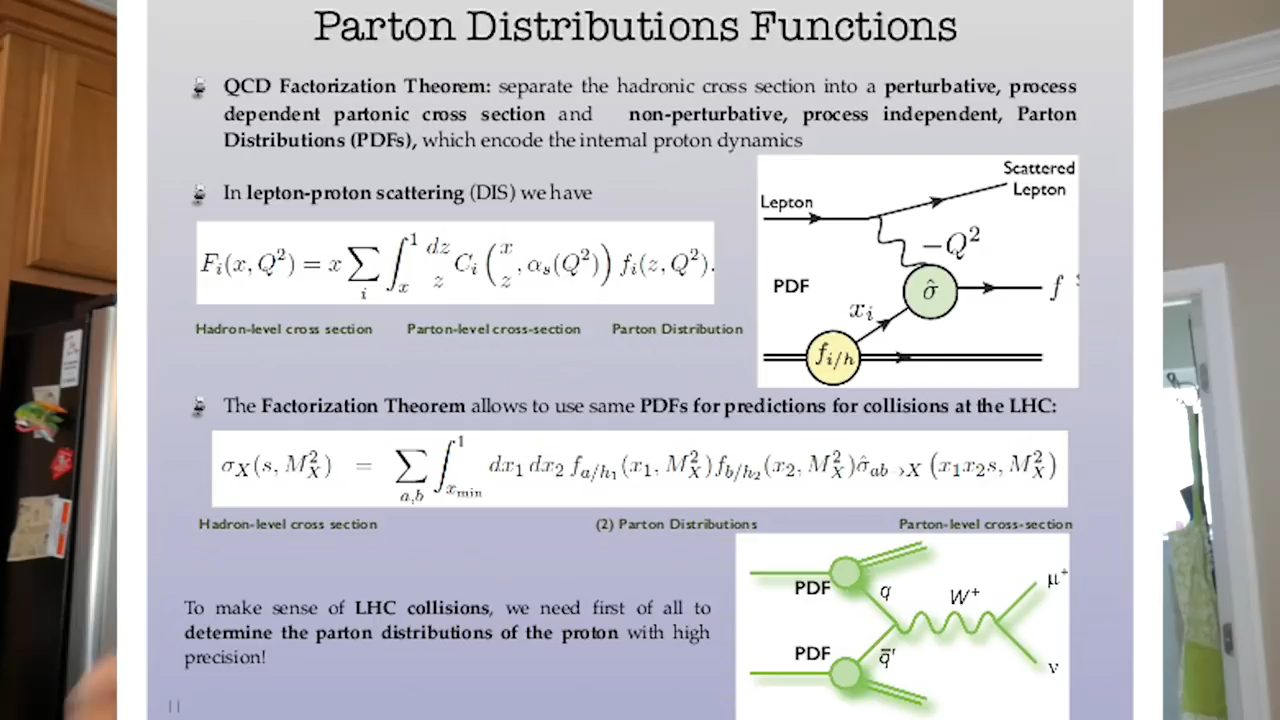 Parton Distributions Functions
QCD Factorization Theorem: separate the hadronic cross section into a perturbative, process
dependent partonic cross section and non-perturbative, process independent, Parton
Distributions (PDFs), which encode the internal proton dynamics
In lepton-proton scattering (DIS) we have
F_i(x, Q^2) = x \sum_i \int_x^1 \frac{dz}{z} C_i \left( \frac{x}{z}, \alpha_s(Q^2) \right) f_i(z, Q^2).
Hadron-level cross section Parton-level cross-section Parton Distribution
Scattered
Lepton
Lepton
−Q²
PDF
σ̂
f
x_i
f_{i/h}
The Factorization Theorem allows to use same PDFs for predictions for collisions at the LHC:
\sigma_X(s, M_X^2) = \sum_{a,b} \int_{x_{min}}^1 dx_1 dx_2 f_{a/h_1}(x_1, M_X^2) f_{b/h_2}(x_2, M_X^2) \hat{\sigma}_{ab→X} (x_1 x_2 s, M_X^2)
Hadron-level cross section (2) Parton Distributions Parton-level cross-section
To make sense of LHC collisions, we need first of all to
determine the parton distributions of the proton with high
precision!
PDF
q
W⁺
μ⁺
PDF
q̄′
ν
11